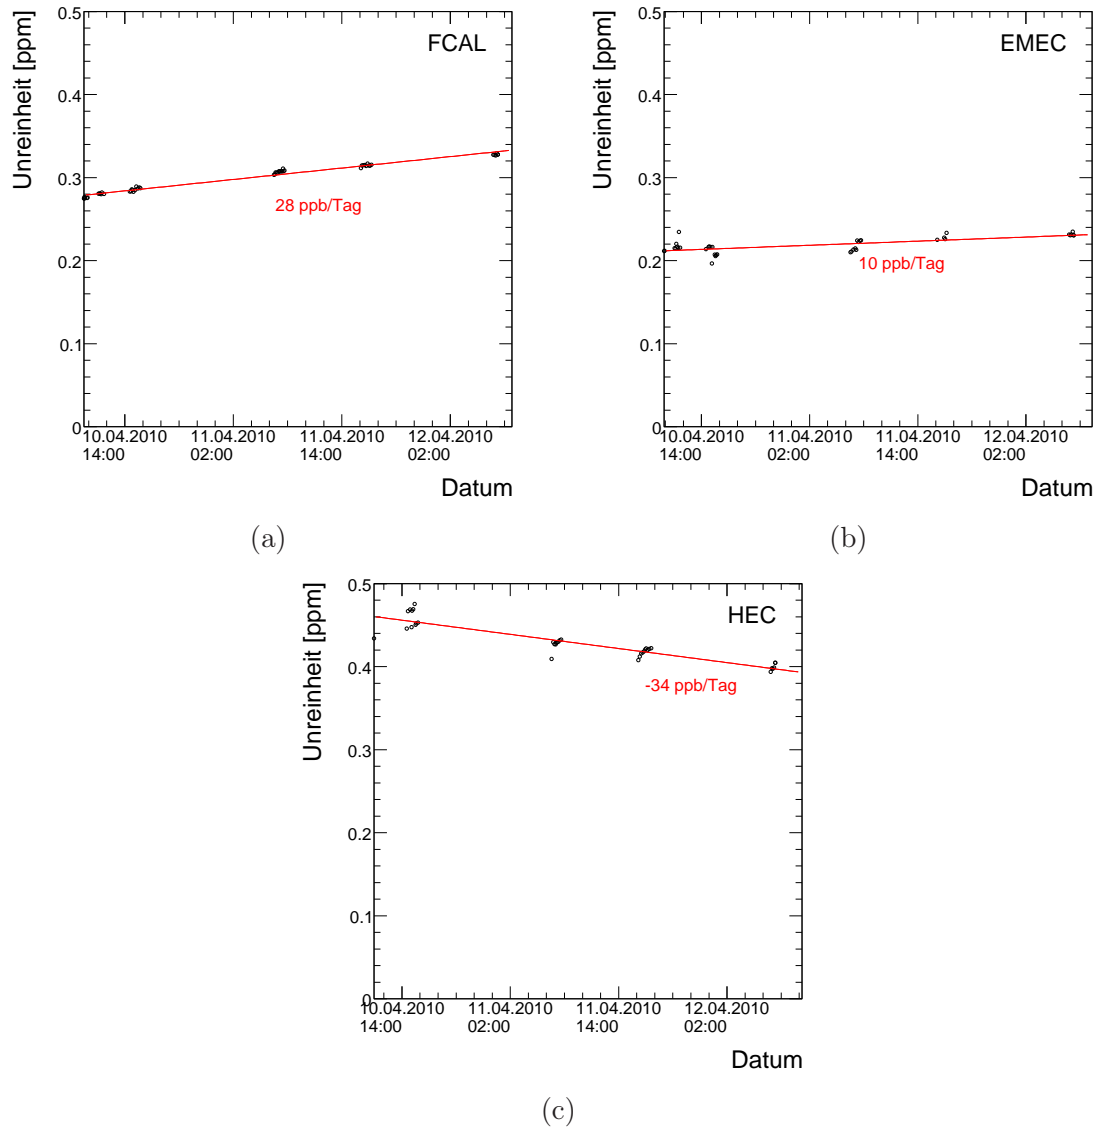 Unreinheit [ppm]
FCAL
0.5
0.4
0.3
0.2
0.1
0
28 ppb/Tag
10.04.2010 11.04.2010 11.04.2010 12.04.2010
14:00 02:00 14:00 02:00
Datum
(a)
Unreinheit [ppm]
EMEC
0.5
0.4
0.3
0.2
0.1
0
10 ppb/Tag
10.04.2010 11.04.2010 11.04.2010 12.04.2010
14:00 02:00 14:00 02:00
Datum
(b)
Unreinheit [ppm]
HEC
0.5
0.4
0.3
0.2
0.1
0
-34 ppb/Tag
10.04.2010 11.04.2010 11.04.2010 12.04.2010
14:00 02:00 14:00 02:00
Datum
(c)